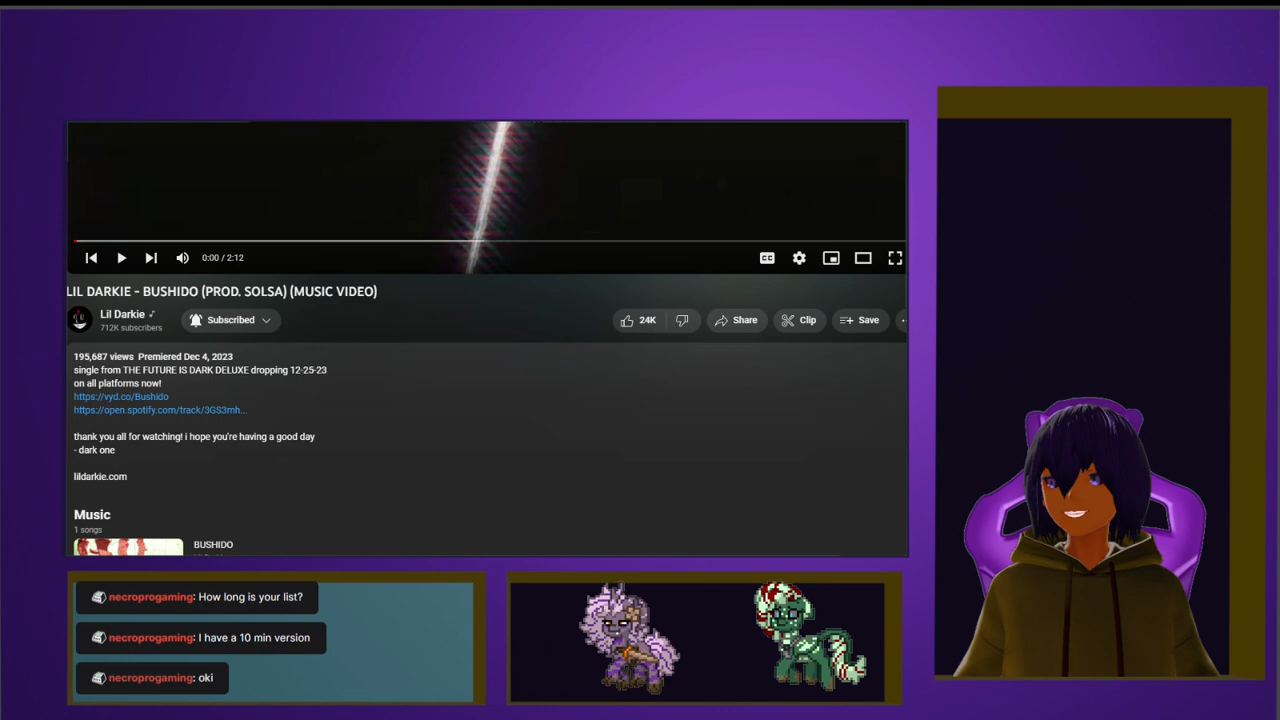 0:00 / 2:12
CC
LIL DARKIE - BUSHIDO (PROD. SOLSA) (MUSIC VIDEO)
Lil Darkie
712K subscribers
Subscribed
24K
Share
Clip
Save
195,687 views Premiered Dec 4, 2023
single from THE FUTURE IS DARK DELUXE dropping 12-25-23
on all platforms now!
https://vyd.co/Bushido
https://open.spotify.com/track/3GS3mh...
thank you all for watching! i hope you're having a good day
- dark one
lildarkie.com
Music
1 songs
BUSHIDO
necroprogaming: How long is your list?
necroprogaming: I have a 10 min version
necroprogaming: oki